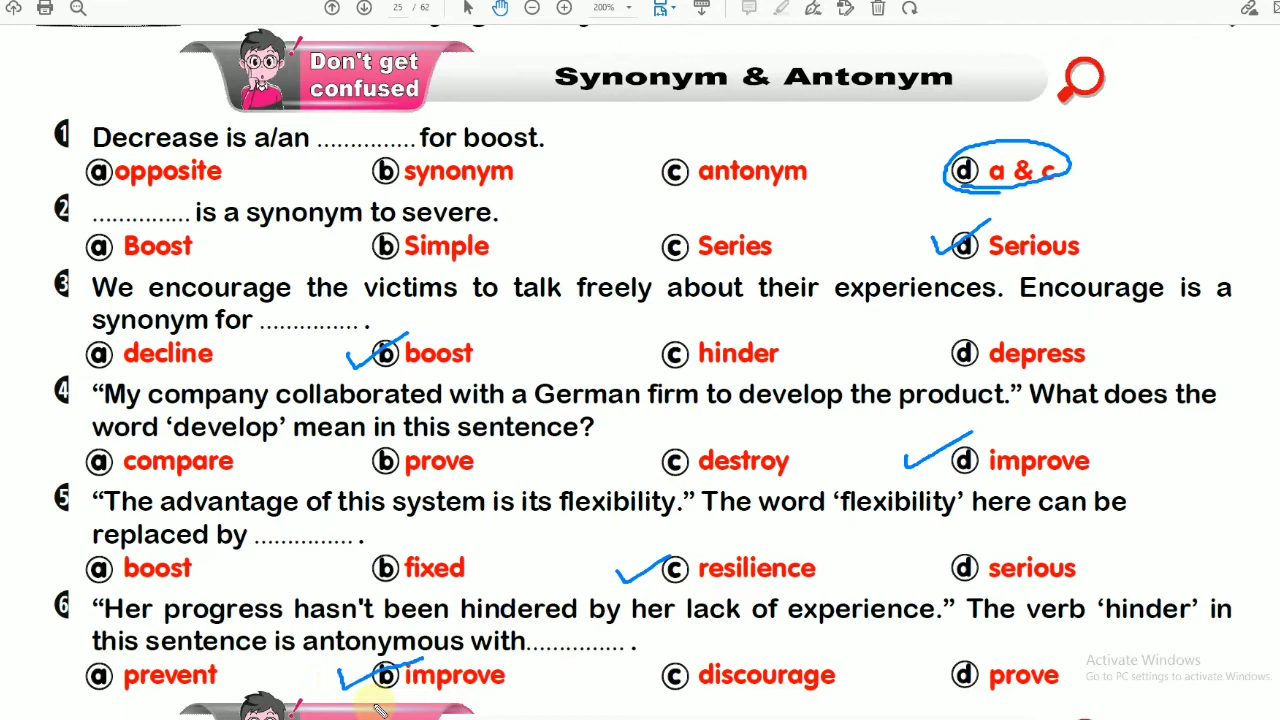 25 / 62
200%
Don't get
confused
Synonym & Antonym
1 Decrease is a/an ............... for boost.
a opposite b synonym c antonym d a & c
2 ............... is a synonym to severe.
a Boost b Simple c Series d Serious
3 We encourage the victims to talk freely about their experiences. Encourage is a
synonym for ............... .
a decline b boost c hinder d depress
4 “My company collaborated with a German firm to develop the product.” What does the
word ‘develop’ mean in this sentence?
a compare b prove c destroy d improve
5 “The advantage of this system is its flexibility.” The word ‘flexibility’ here can be
replaced by ............... .
a boost b fixed c resilience d serious
6 “Her progress hasn't been hindered by her lack of experience.” The verb ‘hinder’ in
this sentence is antonymous with............... .
a prevent b improve c discourage d prove
Activate Windows
Go to PC settings to activate Windows.